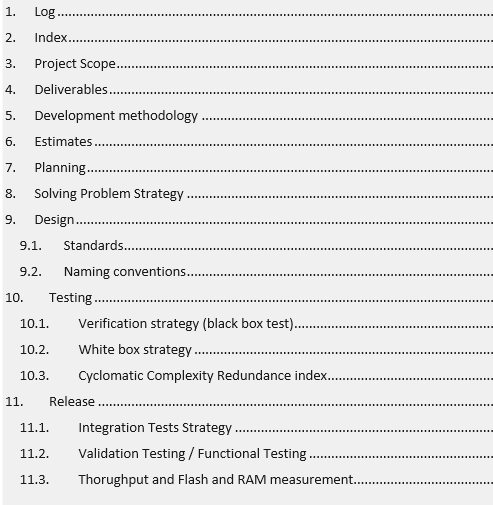 1. Log
2. Index
3. Project Scope
4. Deliverables
5. Development methodology
6. Estimates
7. Planning
8. Solving Problem Strategy
9. Design
9.1. Standards
9.2. Naming conventions
10. Testing
10.1. Verification strategy (black box test)
10.2. White box strategy
10.3. Cyclomatic Complexity Redundance index
11. Release
11.1. Integration Tests Strategy
11.2. Validation Testing / Functional Testing
11.3. Thorughput and Flash and RAM measurement